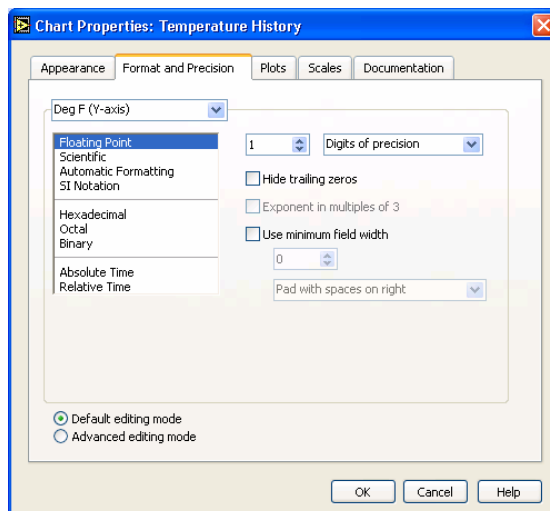 Chart Properties: Temperature History
Appearance Format and Precision Plots Scales Documentation
Deg F (Y-axis)
Floating Point
Scientific
Automatic Formatting
SI Notation
Hexadecimal
Octal
Binary
Absolute Time
Relative Time
1 Digits of precision
Hide trailing zeros
Exponent in multiples of 3
Use minimum field width
0
Pad with spaces on right
Default editing mode
Advanced editing mode
OK Cancel Help